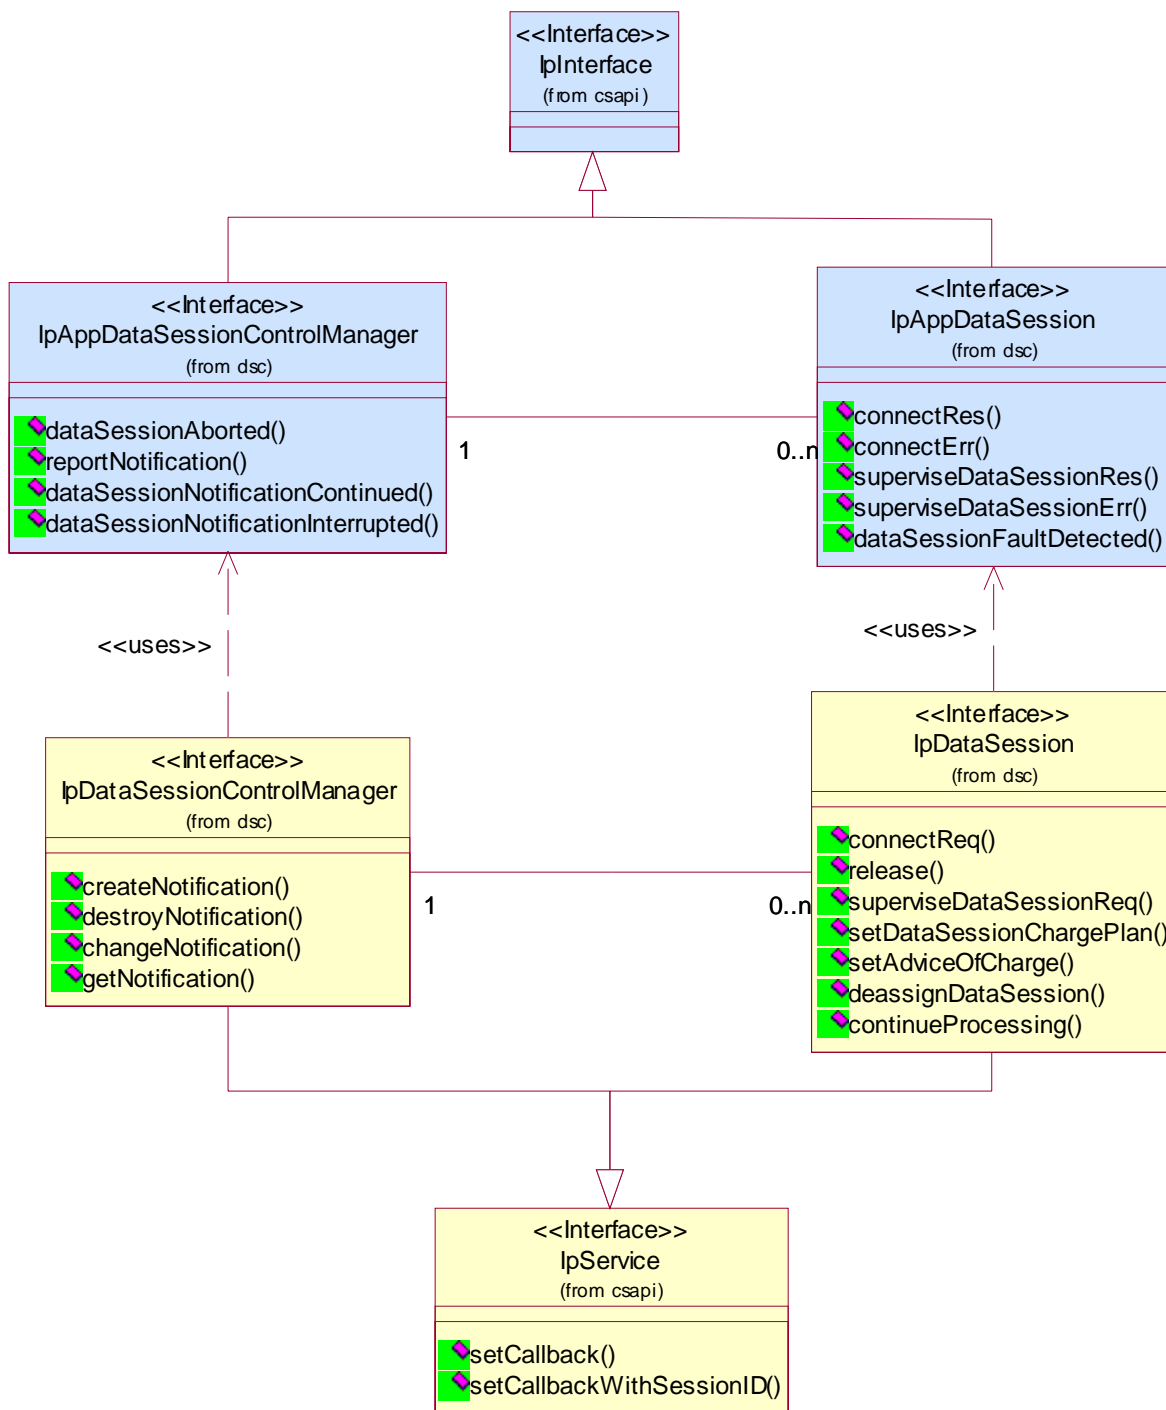 <<Interface>>
IpInterface
(from csapi)
<<Interface>>
IpAppDataSessionControlManager
(from dsc)
dataSessionAborted()
reportNotification()
dataSessionNotificationContinued()
dataSessionNotificationInterrupted()
<<Interface>>
IpAppDataSession
(from dsc)
connectRes()
connectErr()
superviseDataSessionRes()
superviseDataSessionErr()
dataSessionFaultDetected()
1
0..n
<<uses>>
<<uses>>
<<Interface>>
IpDataSessionControlManager
(from dsc)
createNotification()
destroyNotification()
changeNotification()
getNotification()
<<Interface>>
IpDataSession
(from dsc)
connectReq()
release()
superviseDataSessionReq()
setDataSessionChargePlan()
setAdviceOfCharge()
deassignDataSession()
continueProcessing()
1
0..n
<<Interface>>
IpService
(from csapi)
setCallback()
setCallbackWithSessionID()